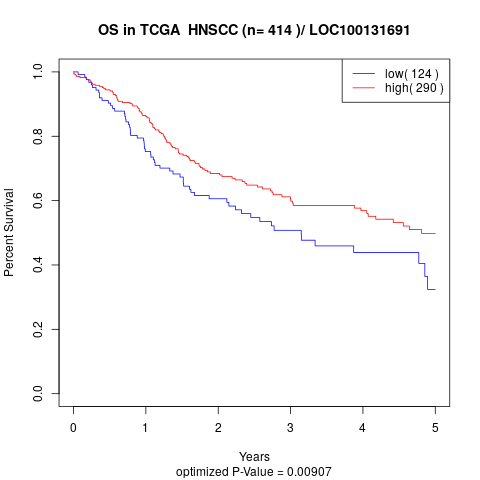 OS in TCGA  HNSCC (n= 414 )/ LOC100131691
low( 124 )
high( 290 )
Percent Survival
1.0
0.8
0.6
0.4
0.2
0.0
0 1 2 3 4 5
Years
optimized P-Value = 0.00907